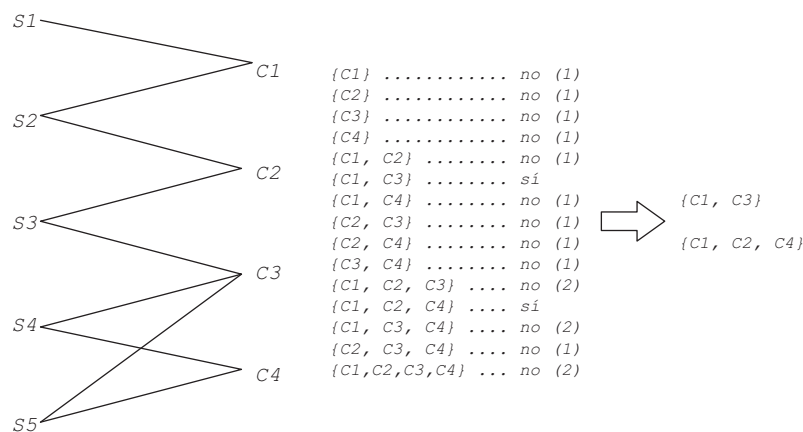 S1
S2
S3
S4
S5
C1
C2
C3
C4
{C1} ............ no (1)
{C2} ............ no (1)
{C3} ............ no (1)
{C4} ............ no (1)
{C1, C2} ........ no (1)
{C1, C3} ........ sí
{C1, C4} ........ no (1)
{C2, C3} ........ no (1)
{C2, C4} ........ no (1)
{C3, C4} ........ no (1)
{C1, C2, C3} .... no (2)
{C1, C2, C4} .... sí
{C1, C3, C4} .... no (2)
{C2, C3, C4} .... no (1)
{C1,C2,C3,C4} ... no (2)
{C1, C3}
{C1, C2, C4}